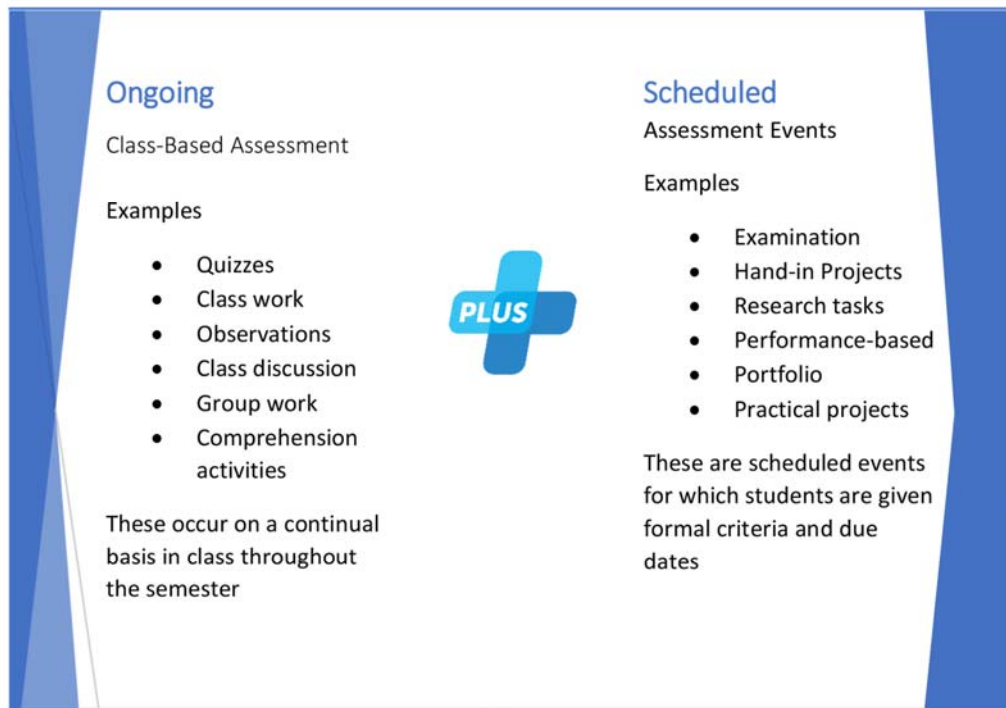 Ongoing
Class-Based Assessment
Examples
• Quizzes
• Class work
• Observations
• Class discussion
• Group work
• Comprehension
activities
These occur on a continual
basis in class throughout
the semester
PLUS
Scheduled
Assessment Events
Examples
• Examination
• Hand-in Projects
• Research tasks
• Performance-based
• Portfolio
• Practical projects
These are scheduled events
for which students are given
formal criteria and due
dates